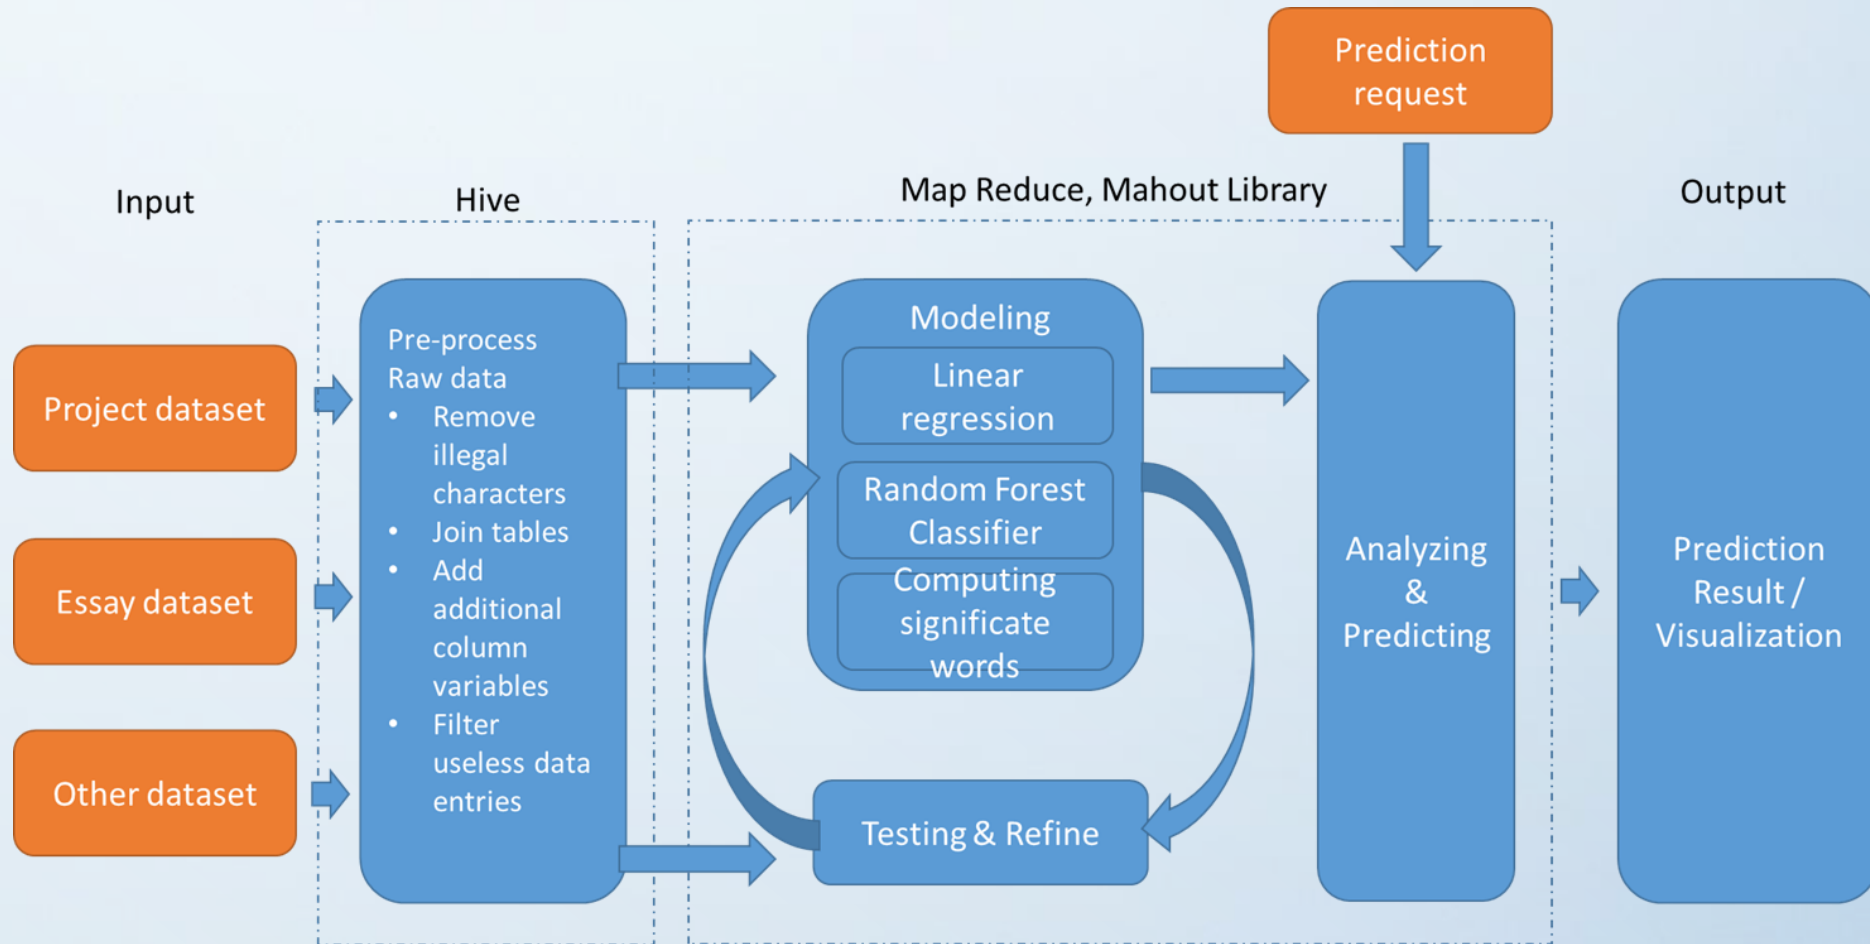 Prediction
request
Input
Hive
Map Reduce, Mahout Library
Output
Project dataset
Essay dataset
Other dataset
Pre-process
Raw data
• Remove
illegal
characters
• Join tables
• Add
additional
column
variables
• Filter
useless data
entries
Modeling
Linear
regression
Random Forest
Classifier
Computing
significate
words
Testing & Refine
Analyzing
&
Predicting
Prediction
Result /
Visualization